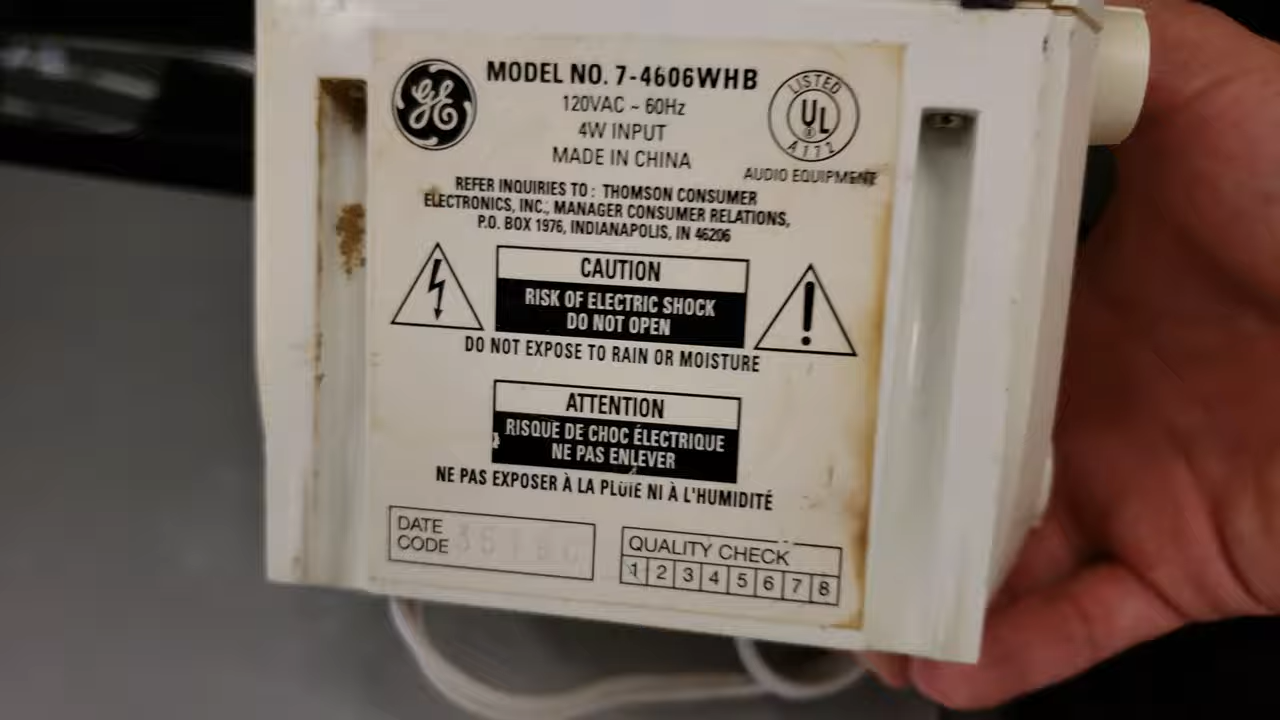 GE
MODEL NO. 7-4606WHB
120VAC ~ 60Hz
4W INPUT
MADE IN CHINA
LISTED
UL
®
A172
AUDIO EQUIPMENT
REFER INQUIRIES TO : THOMSON CONSUMER
ELECTRONICS, INC., MANAGER CONSUMER RELATIONS,
P.O. BOX 1976, INDIANAPOLIS, IN 46206
CAUTION
RISK OF ELECTRIC SHOCK
DO NOT OPEN
DO NOT EXPOSE TO RAIN OR MOISTURE
ATTENTION
RISQUE DE CHOC ÉLECTRIQUE
NE PAS ENLEVER
NE PAS EXPOSER À LA PLUIE NI À L'HUMIDITÉ
DATE
CODE
QUALITY CHECK
1 2 3 4 5 6 7 8